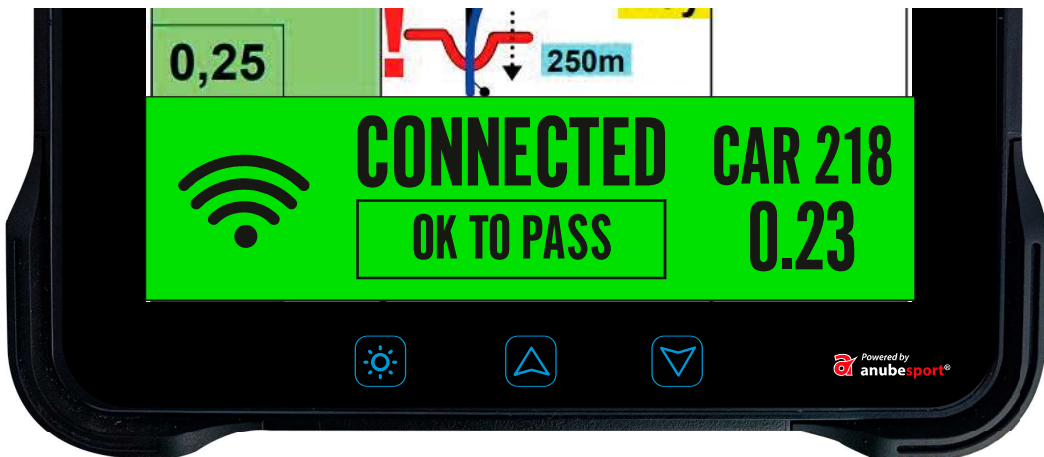 0,25
250m
CONNECTED
OK TO PASS
CAR 218
0.23
Powered by
anubesport®